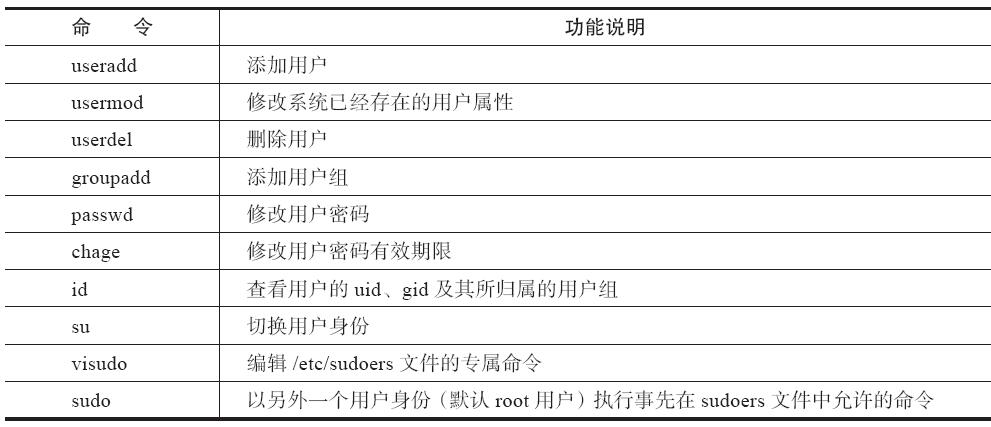 命 令 功能说明
useradd 添加用户
usermod 修改系统已经存在的用户属性
userdel 删除用户
groupadd 添加用户组
passwd 修改用户密码
chage 修改用户密码有效期限
id 查看用户的 uid、gid 及其所归属的用户组
su 切换用户身份
visudo 编辑 /etc/sudoers 文件的专属命令
sudo 以另外一个用户身份（默认 root 用户）执行事先在 sudoers 文件中允许的命令